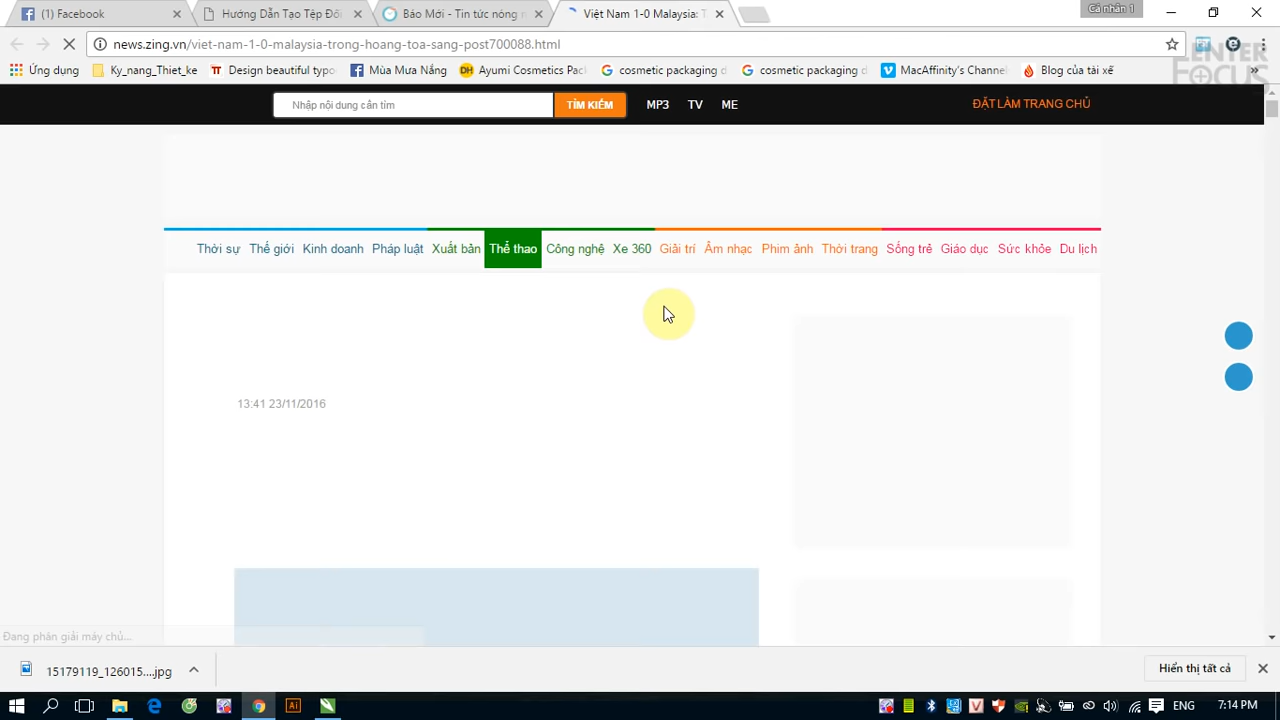 (1) Facebook
Hướng Dẫn Tạo Tệp Đối
Báo Mới - Tin tức nóng n
Việt Nam 1-0 Malaysia: T
Cá nhân 1
news.zing.vn/viet-nam-1-0-malaysia-trong-hoang-toa-sang-post700088.html
Ứng dụng
Ky_nang_Thiet_ke
Design beautiful typo
Mùa Mưa Nắng
Ayumi Cosmetics Pack
cosmetic packaging d
cosmetic packaging d
MacAffinity's Channel
Blog của tài xế
CENTER
FOCUS
Nhập nội dung cần tìm
TÌM KIẾM
MP3
TV
ME
ĐẶT LÀM TRANG CHỦ
Thời sự
Thế giới
Kinh doanh
Pháp luật
Xuất bản
Thể thao
Công nghệ
Xe 360
Giải trí
Âm nhạc
Phim ảnh
Thời trang
Sống trẻ
Giáo dục
Sức khỏe
Du lịch
13:41 23/11/2016
Đang phân giải máy chủ...
15179119_126015....jpg
Hiển thị tất cả
ENG
7:14 PM